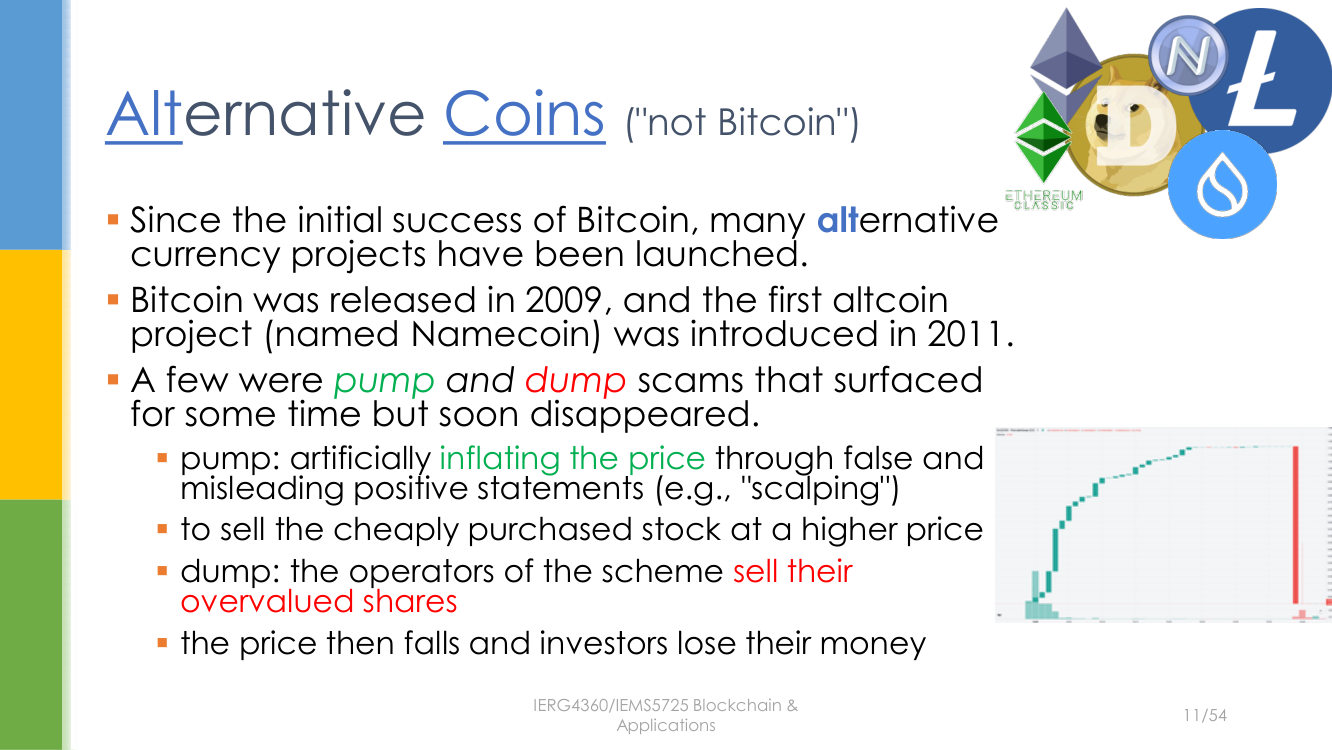 Alternative Coins ("not Bitcoin")
ETHEREUM
CLASSIC
Since the initial success of Bitcoin, many alternative
currency projects have been launched.
Bitcoin was released in 2009, and the first altcoin
project (named Namecoin) was introduced in 2011.
A few were pump and dump scams that surfaced
for some time but soon disappeared.
pump: artificially inflating the price through false and
misleading positive statements (e.g., "scalping")
to sell the cheaply purchased stock at a higher price
dump: the operators of the scheme sell their
overvalued shares
the price then falls and investors lose their money
IERG4360/IEMS5725 Blockchain &
Applications
11/54